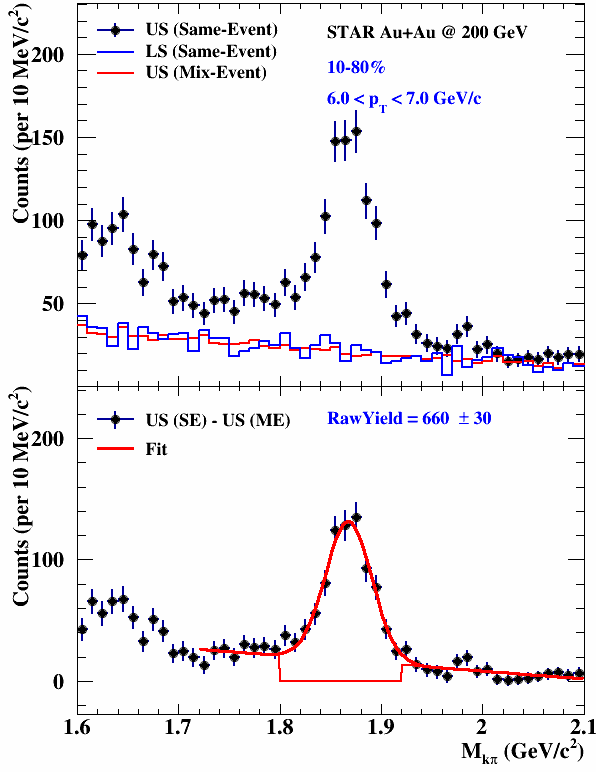 US (Same-Event)
LS (Same-Event)
US (Mix-Event)
STAR Au+Au @ 200 GeV
10-80%
6.0 < pT < 7.0 GeV/c
Counts (per 10 MeV/c²)
200
150
100
50
US (SE) - US (ME)
Fit
RawYield = 660 ± 30
Counts (per 10 MeV/c²)
200
100
0
1.6 1.7 1.8 1.9 2 2.1
Mkπ (GeV/c²)